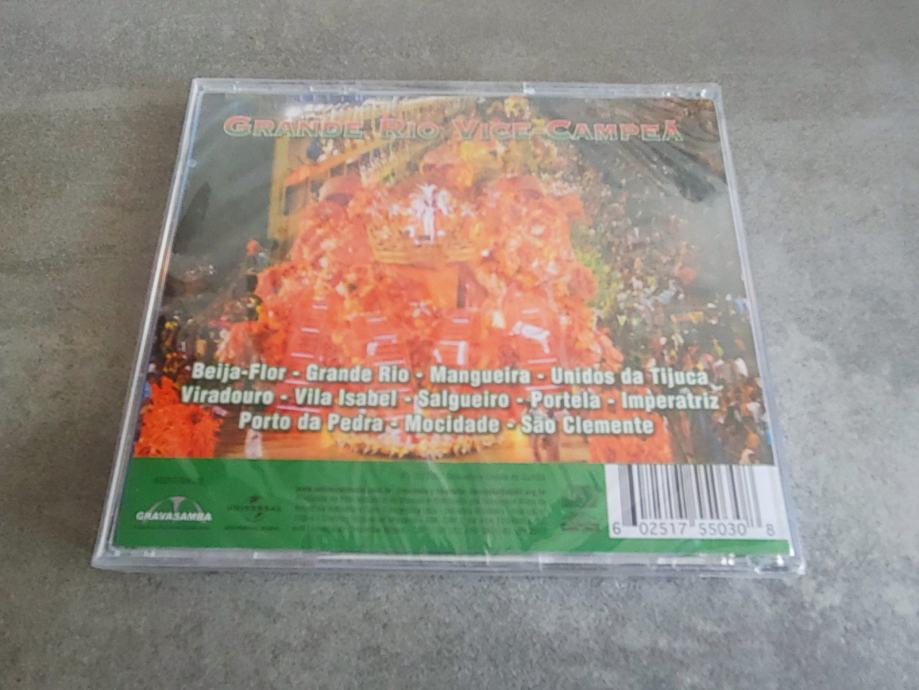 GRANDE RIO VICE-CAMPEÃ
Beija-Flor - Grande Rio - Mangueira - Unidos da Tijuca
Viradouro - Vila Isabel - Salgueiro - Portela - Imperatriz
Porto da Pedra - Mocidade - São Clemente
GRAVASAMBA
UNIVERSAL
6 02517 55030 8